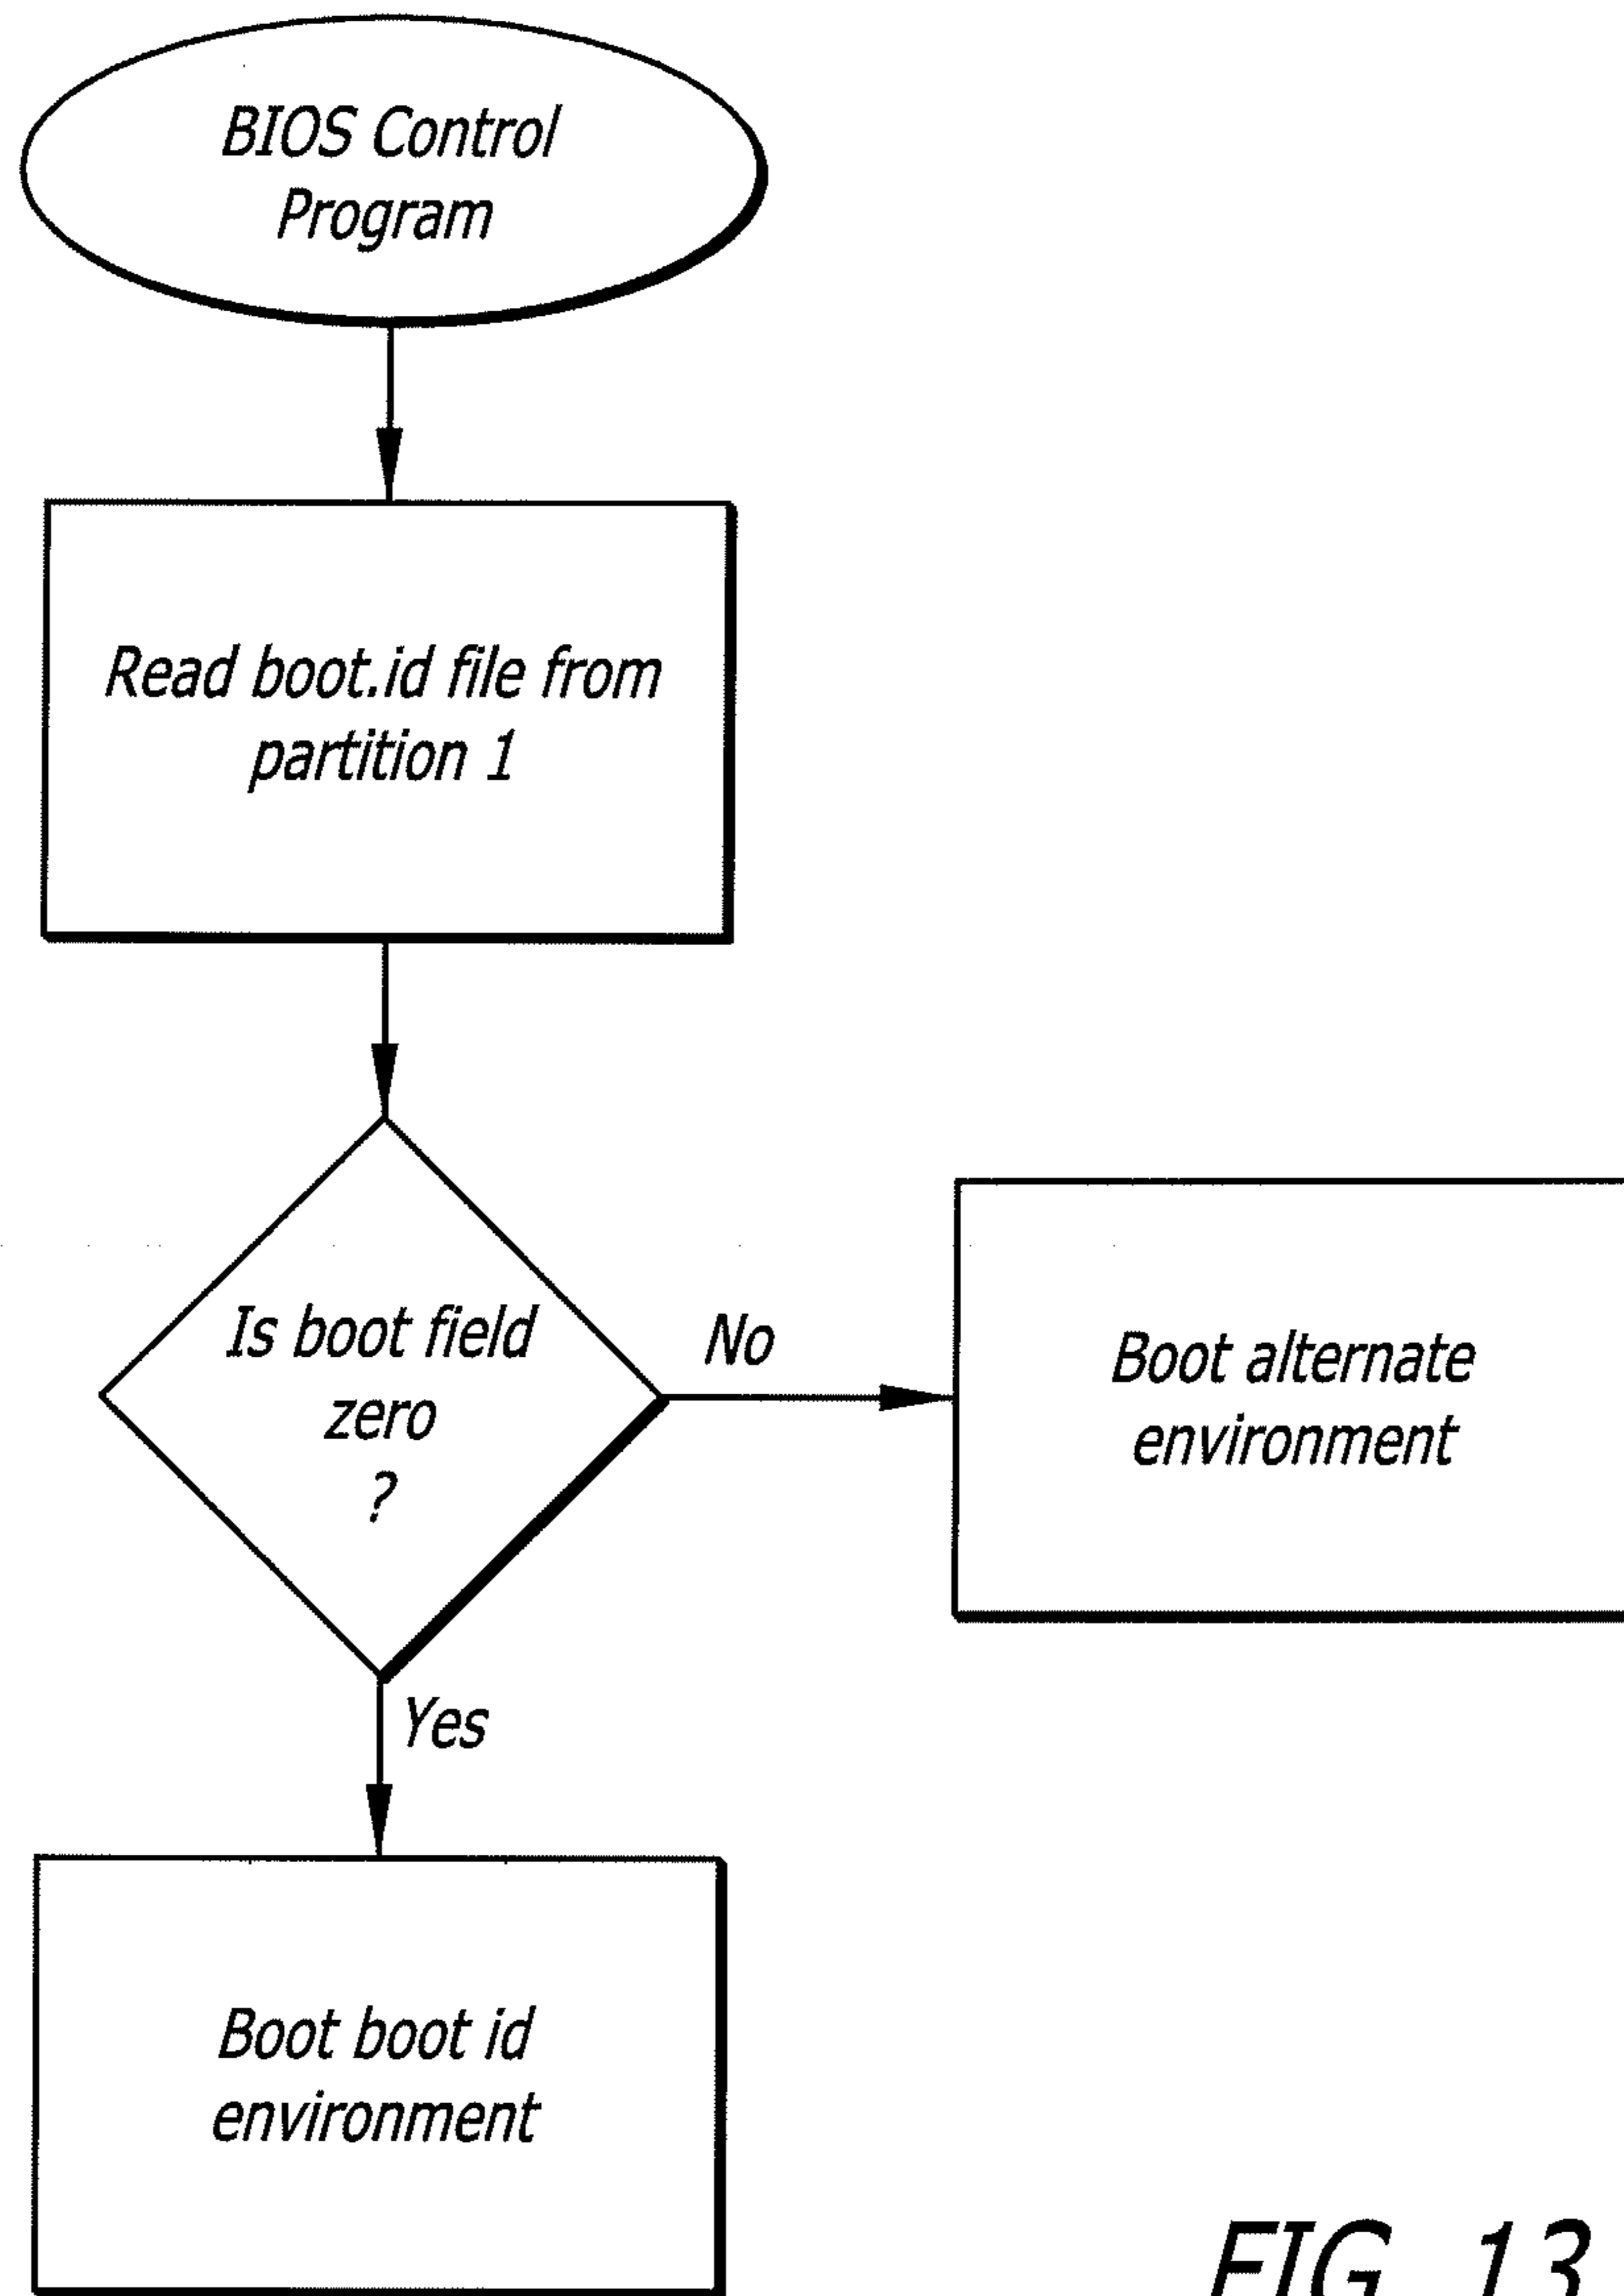 BIOS Control
Program
Read boot.id file from
partition 1
Is boot field
zero
?
No
Boot alternate
environment
Yes
Boot boot id
environment
FIG. 13